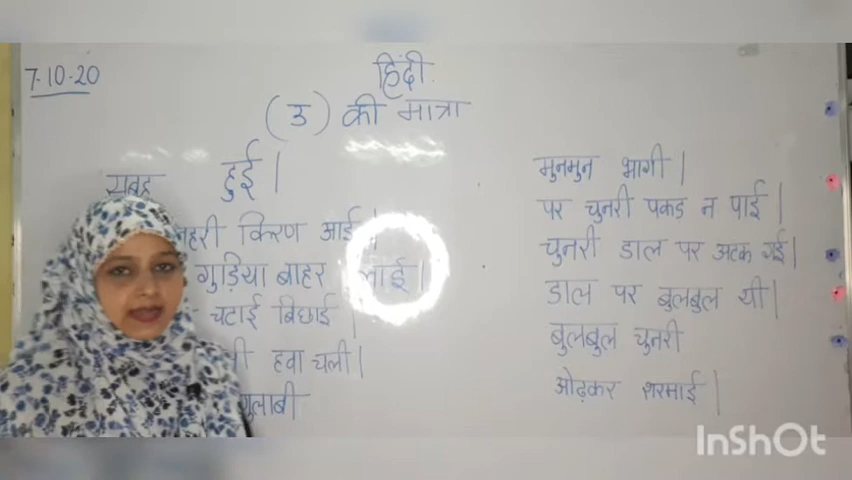 7-10-20
हिंदी
(उ) की मात्रा
सुबह हुई।
नहरी किरण आई।
गुड़िया बाहर लाई।
चटाई बिछाई।
ी हवा चली।
गुलाबी
मुनमुन भागी।
पर चुनरी पकड़ न पाई।
चुनरी डाल पर अटक गई।
डाल पर बुलबुल थी।
बुलबुल चुनरी
ओढ़कर शरमाई।
InShOt